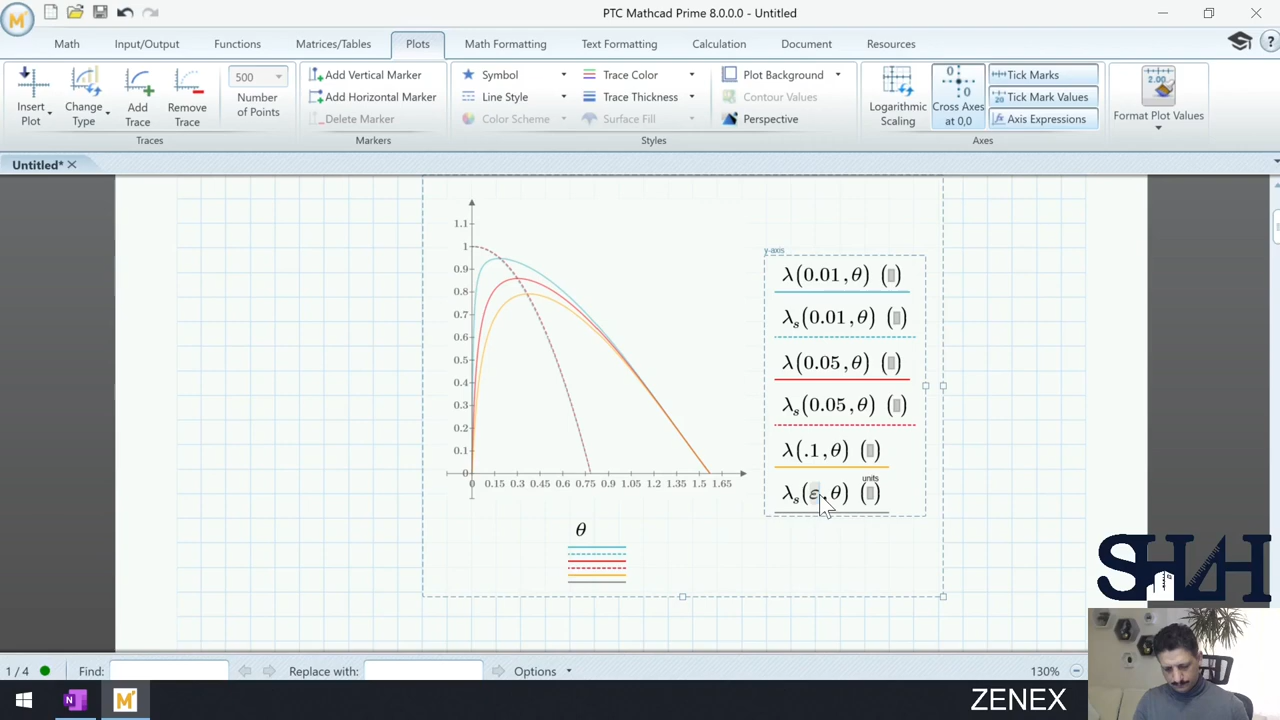 PTC Mathcad Prime 8.0.0.0 - Untitled
Math Input/Output Functions Matrices/Tables Plots Math Formatting Text Formatting Calculation Document Resources
Insert Plot
Change Type
Add Trace
Remove Trace
500
Number of Points
Traces
Add Vertical Marker
Add Horizontal Marker
Delete Marker
Markers
Symbol
Line Style
Color Scheme
Trace Color
Trace Thickness
Surface Fill
Plot Background
Contour Values
Perspective
Styles
Logarithmic Scaling
Cross Axes at 0,0
Tick Marks
Tick Mark Values
Axis Expressions
Axes
Format Plot Values
Untitled*
1.1
1
0.9
0.8
0.7
0.6
0.5
0.4
0.3
0.2
0.1
0
0 0.15 0.3 0.45 0.6 0.75 0.9 1.05 1.2 1.35 1.5 1.65
θ
y-axis
λ(0.01,θ)
λs(0.01,θ)
λ(0.05,θ)
λs(0.05,θ)
λ(.1,θ)
units
λs(ε,θ)
SHZH
1 / 4 Find: Replace with: Options 130%
ZENEX